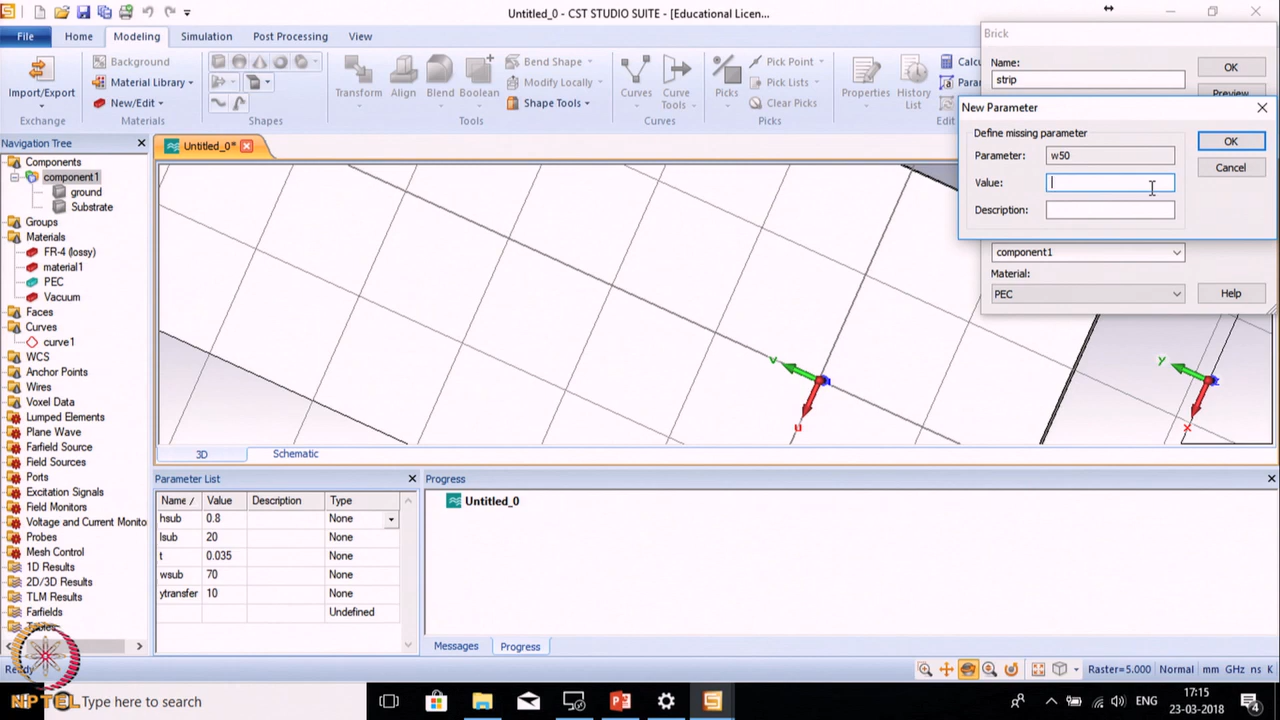 Untitled_0 - CST STUDIO SUITE - [Educational Licen...
File
Home
Modeling
Simulation
Post Processing
View
Import/Export
Exchange
Background
Material Library
New/Edit
Materials
Shapes
Transform
Align
Blend
Boolean
Bend Shape
Modify Locally
Shape Tools
Tools
Curves
Curve
Tools
Curves
Picks
Pick Point
Pick Lists
Clear Picks
Picks
Properties
History
List
Calcu
Param
Edit
Brick
Name:
strip
OK
Preview
New Parameter
Define missing parameter
Parameter:
w50
Value:
Description:
OK
Cancel
component1
Material:
PEC
Help
Navigation Tree
Components
component1
ground
Substrate
Groups
Materials
FR-4 (lossy)
material1
PEC
Vacuum
Faces
Curves
curve1
WCS
Anchor Points
Wires
Voxel Data
Lumped Elements
Plane Wave
Farfield Source
Field Sources
Ports
Excitation Signals
Field Monitors
Voltage and Current Monito
Probes
Mesh Control
1D Results
2D/3D Results
TLM Results
Farfields
Untitled_0*
v
u
y
x
z
3D
Schematic
Parameter List
Name
Value
Description
Type
hsub 0.8 None
lsub 20 None
t 0.035 None
wsub 70 None
ytransfer 10 None
Undefined
Progress
Untitled_0
Messages
Progress
Raster=5.000
Normal
mm GHz ns K
NPTEL
Type here to search
ENG
17:15
23-03-2018
4